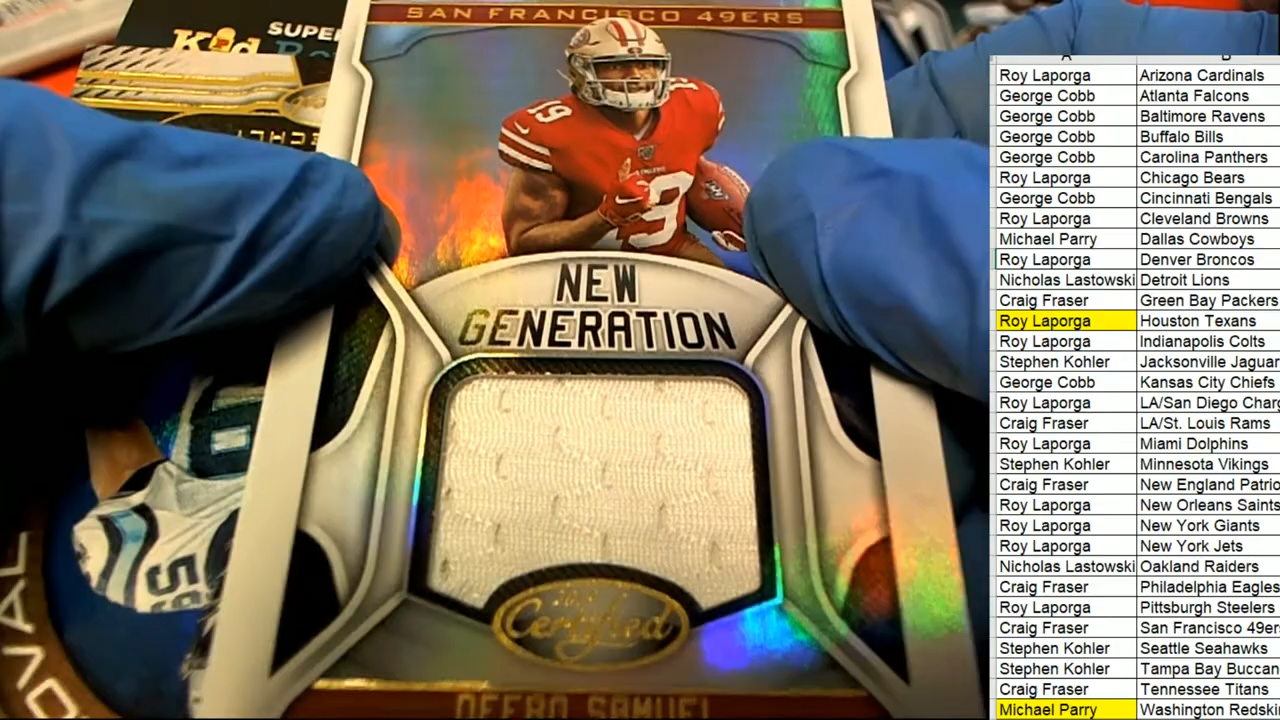 SAN FRANCISCO 49ERS
SUPER
K d
19
19
NEW
GENERATION
Certified
DEEBO SAMUEL
A B
Roy Laporga Arizona Cardinals
George Cobb Atlanta Falcons
George Cobb Baltimore Ravens
George Cobb Buffalo Bills
George Cobb Carolina Panthers
Roy Laporga Chicago Bears
George Cobb Cincinnati Bengals
Roy Laporga Cleveland Browns
Michael Parry Dallas Cowboys
Roy Laporga Denver Broncos
Nicholas Lastowski Detroit Lions
Craig Fraser Green Bay Packers
Roy Laporga Houston Texans
Roy Laporga Indianapolis Colts
Stephen Kohler Jacksonville Jaguar
George Cobb Kansas City Chiefs
Roy Laporga LA/San Diego Charg
Craig Fraser LA/St. Louis Rams
Roy Laporga Miami Dolphins
Stephen Kohler Minnesota Vikings
Craig Fraser New England Patrio
Roy Laporga New Orleans Saints
Roy Laporga New York Giants
Roy Laporga New York Jets
Nicholas Lastowski Oakland Raiders
Craig Fraser Philadelphia Eagles
Roy Laporga Pittsburgh Steelers
Craig Fraser San Francisco 49er
Stephen Kohler Seattle Seahawks
Stephen Kohler Tampa Bay Buccan
Craig Fraser Tennessee Titans
Michael Parry Washington Redski